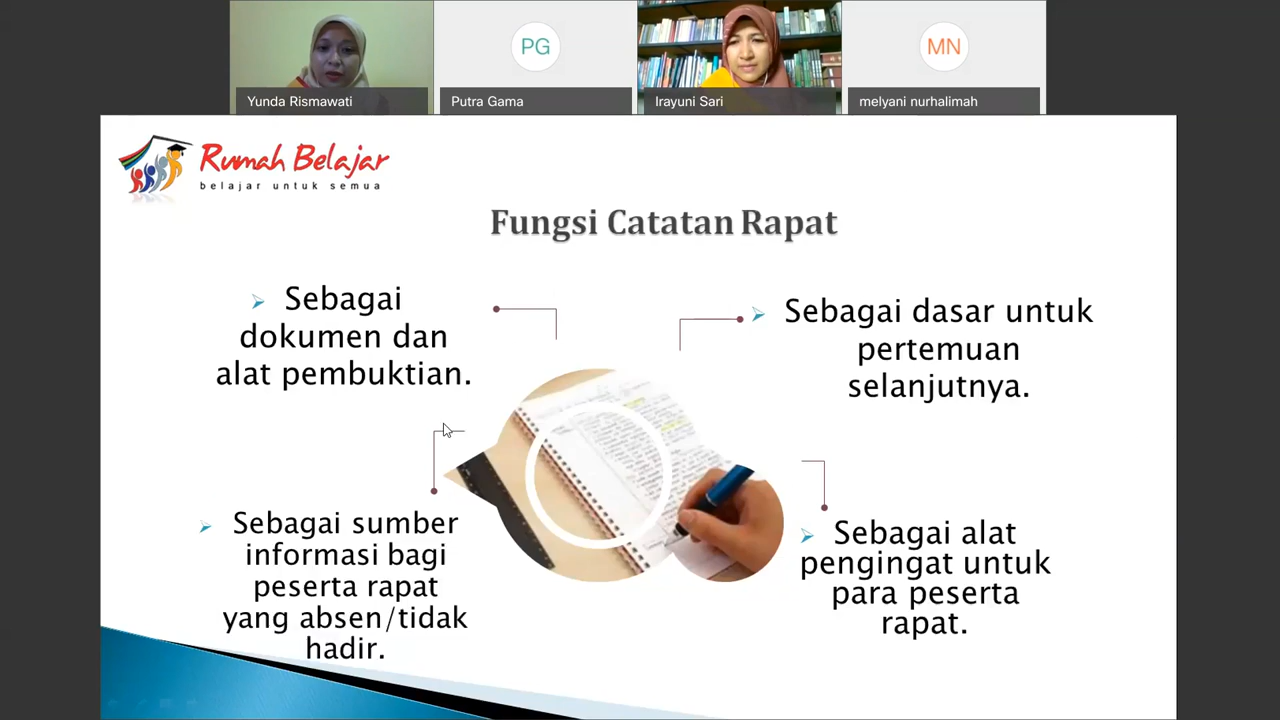 PG
MN
Yunda Rismawati
Putra Gama
Irayuni Sari
melyani nurhalimah
Rumah Belajar
belajar untuk semua
Fungsi Catatan Rapat
Sebagai
dokumen dan
alat pembuktian.
Sebagai dasar untuk
pertemuan
selanjutnya.
Sebagai sumber
informasi bagi
peserta rapat
yang absen/tidak
hadir.
Sebagai alat
pengingat untuk
para peserta
rapat.